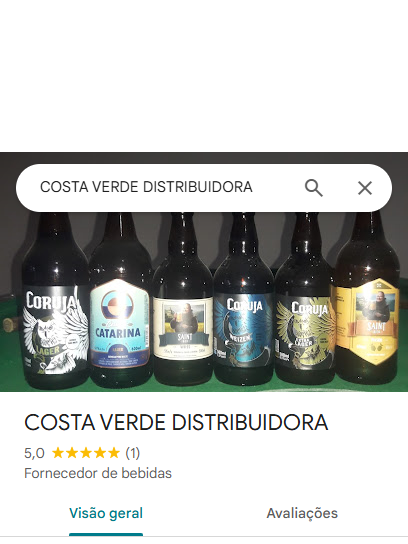 COSTA VERDE DISTRIBUIDORA
CORUJA
CATARINA
SAINT
CORUJA
CORUJA
SAINT
LAGER
COSTA VERDE DISTRIBUIDORA
5,0 ★★★★★ (1)
Fornecedor de bebidas
Visão geral
Avaliações